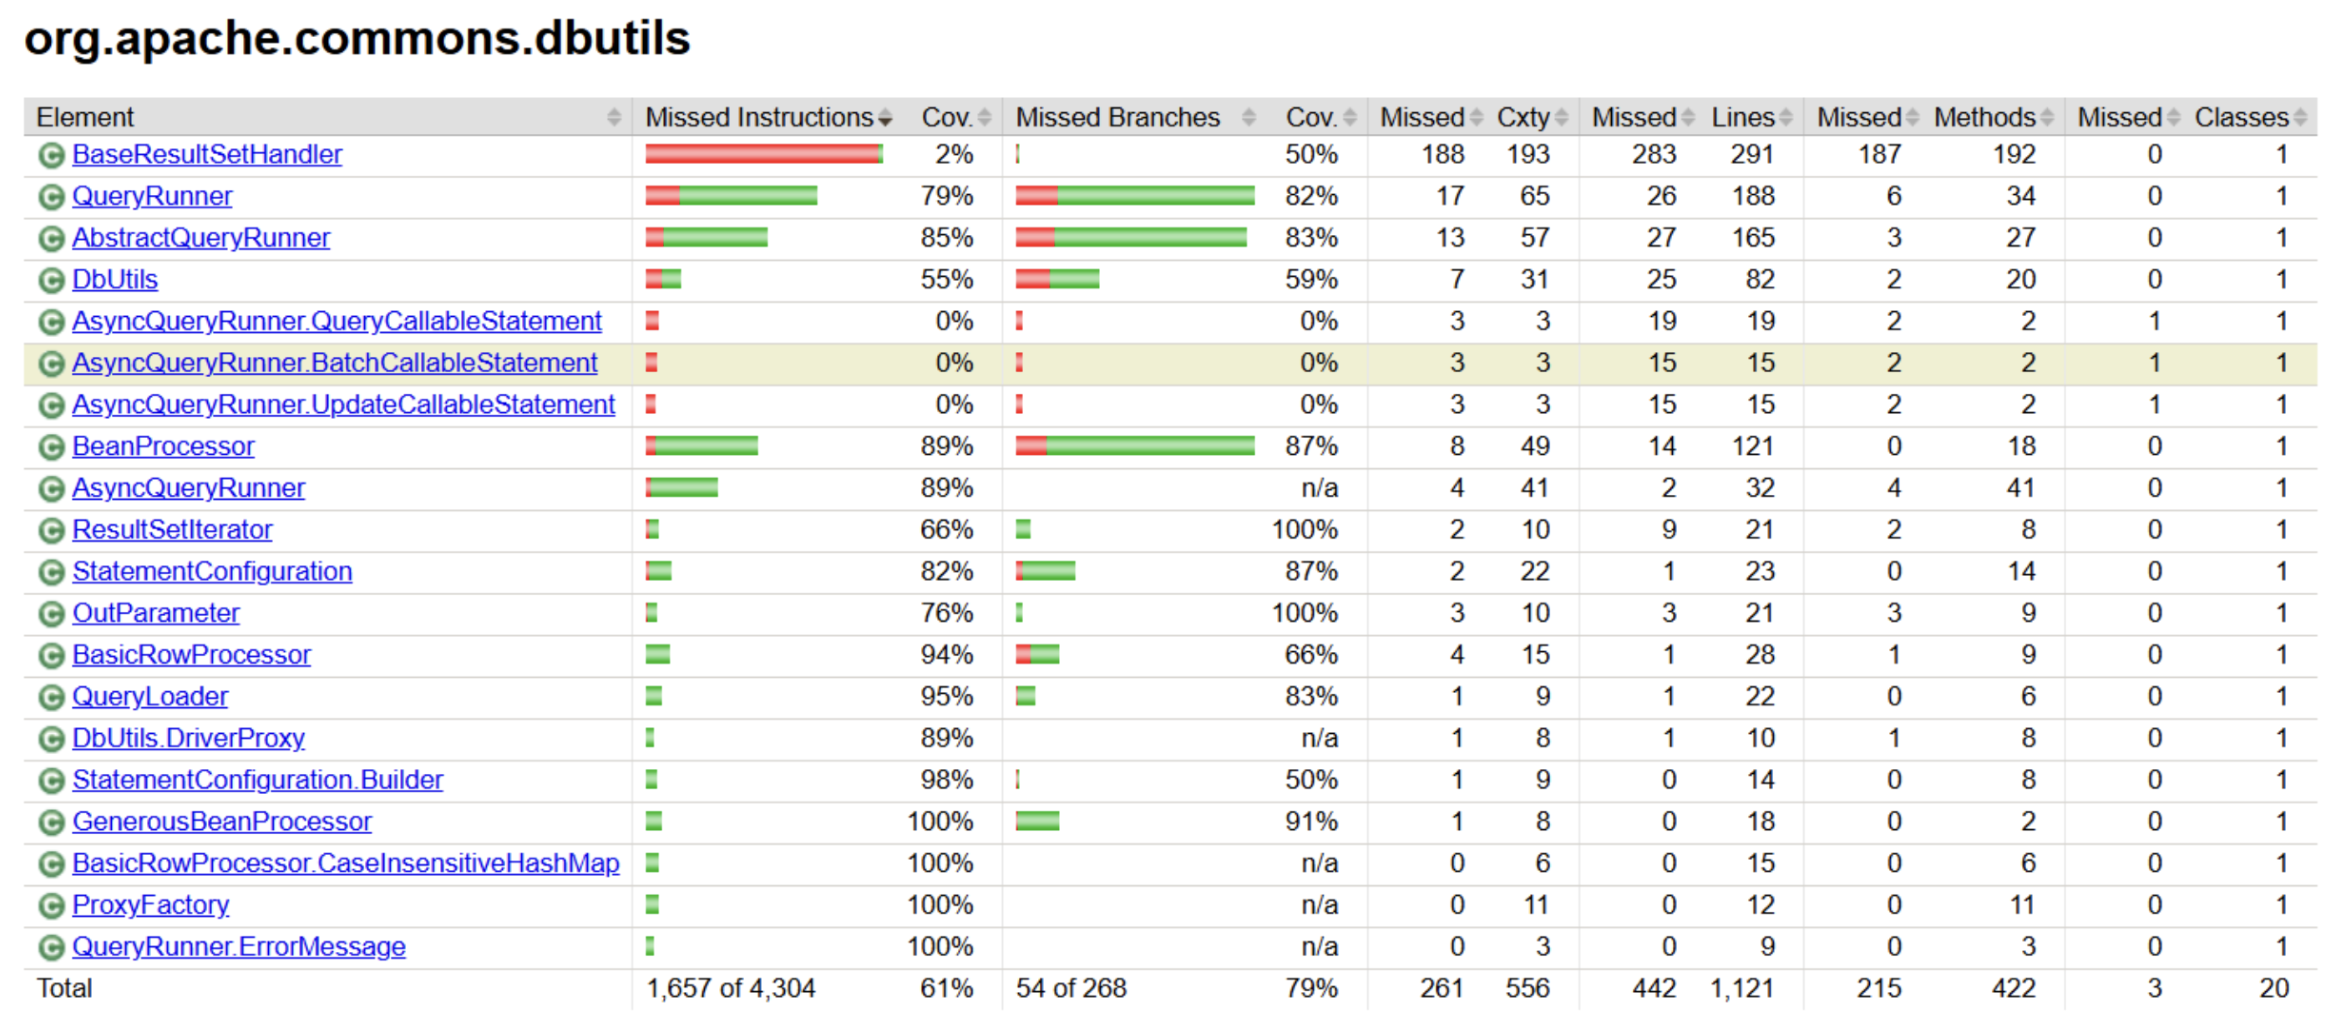 org.apache.commons.dbutils
Element Missed Instructions Cov. Missed Branches Cov. Missed Cxty Missed Lines Missed Methods Missed Classes
C BaseResultSetHandler 2% 50% 188 193 283 291 187 192 0 1
C QueryRunner 79% 82% 17 65 26 188 6 34 0 1
C AbstractQueryRunner 85% 83% 13 57 27 165 3 27 0 1
C DbUtils 55% 59% 7 31 25 82 2 20 0 1
C AsyncQueryRunner.QueryCallableStatement 0% 0% 3 3 19 19 2 2 1 1
C AsyncQueryRunner.BatchCallableStatement 0% 0% 3 3 15 15 2 2 1 1
C AsyncQueryRunner.UpdateCallableStatement 0% 0% 3 3 15 15 2 2 1 1
C BeanProcessor 89% 87% 8 49 14 121 0 18 0 1
C AsyncQueryRunner 89% n/a 4 41 2 32 4 41 0 1
C ResultSetIterator 66% 100% 2 10 9 21 2 8 0 1
C StatementConfiguration 82% 87% 2 22 1 23 0 14 0 1
C OutParameter 76% 100% 3 10 3 21 3 9 0 1
C BasicRowProcessor 94% 66% 4 15 1 28 1 9 0 1
C QueryLoader 95% 83% 1 9 1 22 0 6 0 1
C DbUtils.DriverProxy 89% n/a 1 8 1 10 1 8 0 1
C StatementConfiguration.Builder 98% 50% 1 9 0 14 0 8 0 1
C GenerousBeanProcessor 100% 91% 1 8 0 18 0 2 0 1
C BasicRowProcessor.CaseInsensitiveHashMap 100% n/a 0 6 0 15 0 6 0 1
C ProxyFactory 100% n/a 0 11 0 12 0 11 0 1
C QueryRunner.ErrorMessage 100% n/a 0 3 0 9 0 3 0 1
Total 1,657 of 4,304 61% 54 of 268 79% 261 556 442 1,121 215 422 3 20